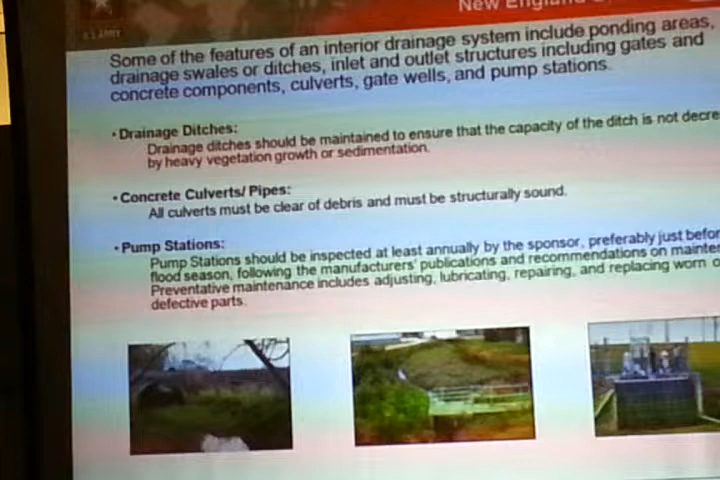 New England
U.S. ARMY
Some of the features of an interior drainage system include ponding areas,
drainage swales or ditches, inlet and outlet structures including gates and
concrete components, culverts, gate wells, and pump stations.
• Drainage Ditches:
Drainage ditches should be maintained to ensure that the capacity of the ditch is not decre
by heavy vegetation growth or sedimentation.
• Concrete Culverts/ Pipes:
All culverts must be clear of debris and must be structurally sound.
• Pump Stations:
Pump Stations should be inspected at least annually by the sponsor, preferably just befor
flood season, following the manufacturers' publications and recommendations on mainte
Preventative maintenance includes adjusting, lubricating, repairing, and replacing worn o
defective parts.